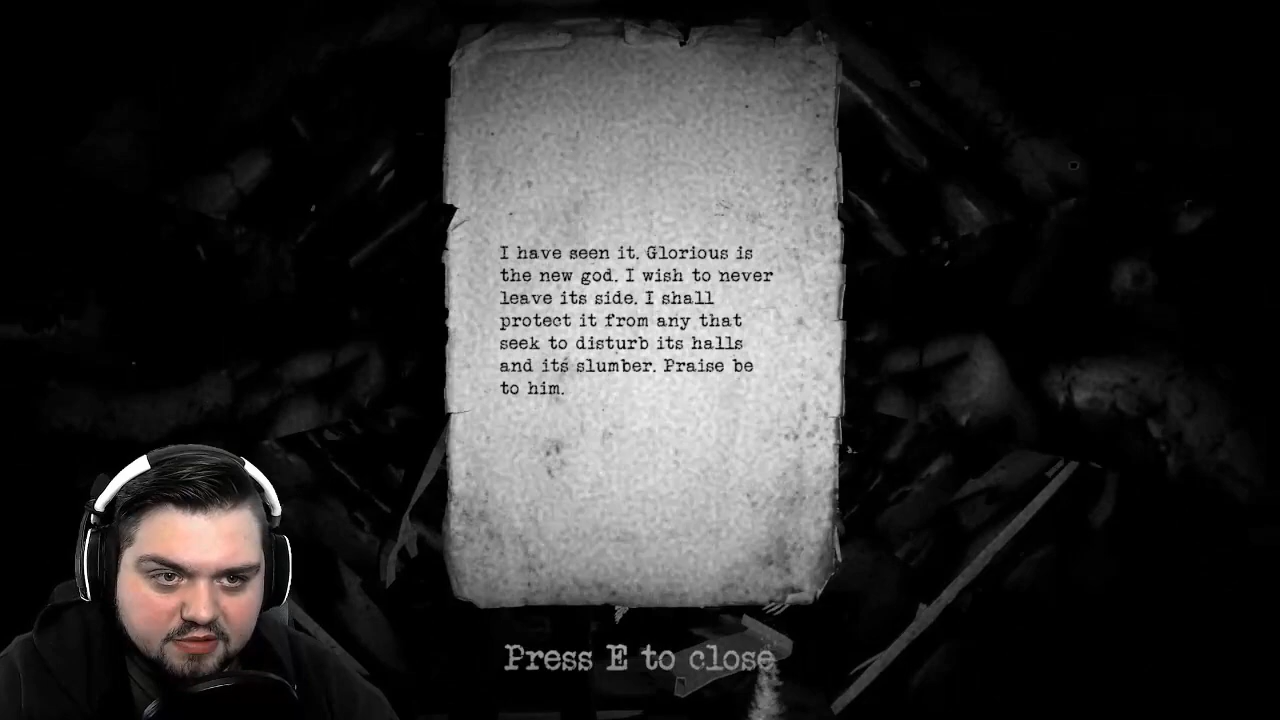 I have seen it. Glorious is
the new god. I wish to never
leave its side. I shall
protect it from any that
seek to disturb its halls
and its slumber. Praise be
to him.
Press E to close